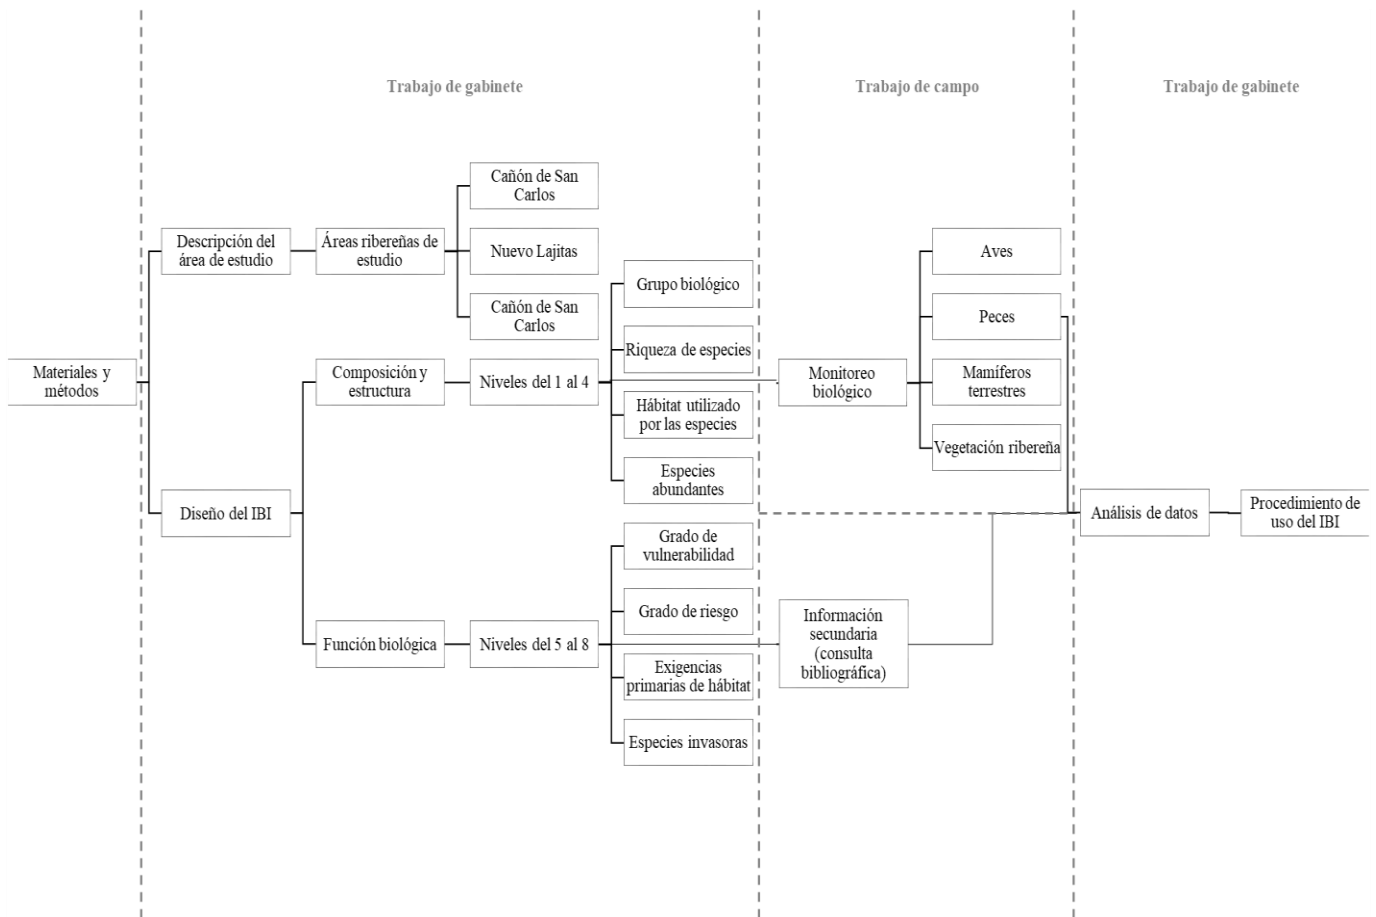 Trabajo de gabinete
Trabajo de campo
Trabajo de gabinete
Materiales y
métodos
Descripción del
área de estudio
Áreas ribereñas de
estudio
Cañón de San
Carlos
Nuevo Lajitas
Cañón de San
Carlos
Diseño del IBI
Composición y
estructura
Niveles del 1 al 4
Grupo biológico
Riqueza de especies
Hábitat utilizado
por las especies
Especies
abundantes
Función biológica
Niveles del 5 al 8
Grado de
vulnerabilidad
Grado de riesgo
Exigencias
primarias de hábitat
Especies invasoras
Monitoreo
biológico
Aves
Peces
Mamíferos
terrestres
Vegetación ribereña
Información
secundaria
(consulta
bibliográfica)
Análisis de datos
Procedimiento de
uso del IBI